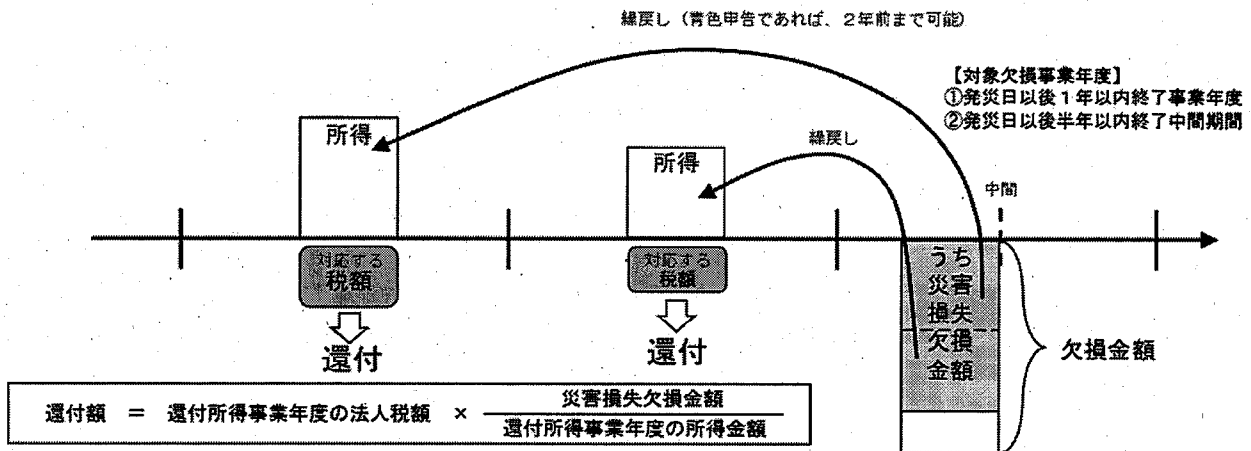 繰戻し（青色申告であれば、２年前まで可能）
【対象欠損事業年度】
①発災日以後１年以内終了事業年度
②発災日以後半年以内終了中間期間
所得
所得
繰戻し
中間
対応する
税額
対応する
税額
うち
災害
損失
欠損
金額
還付
還付
欠損金額
還付額 ＝ 還付所得事業年度の法人税額 × 災害損失欠損金額
還付所得事業年度の所得金額